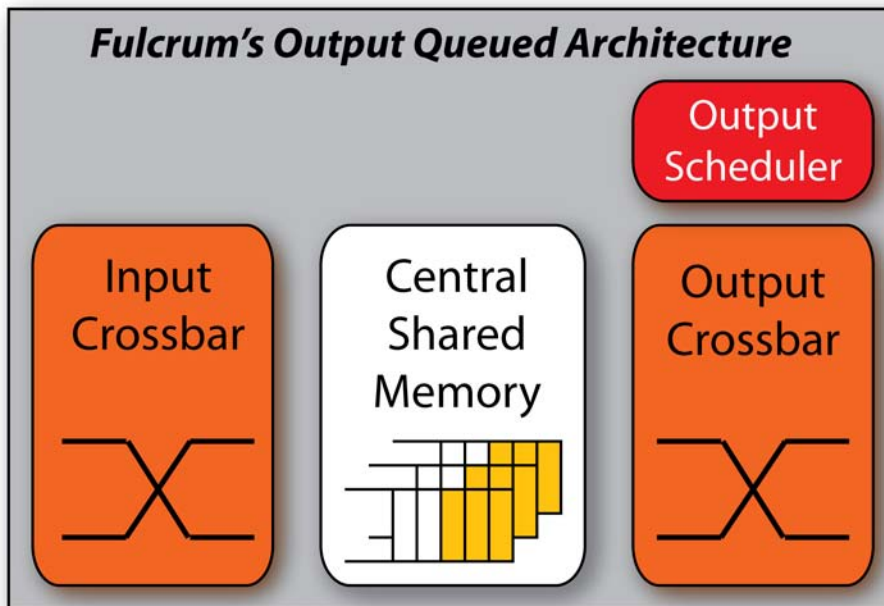 Fulcrum's Output Queued Architecture
Output
Scheduler
Input
Crossbar
Central
Shared
Memory
Output
Crossbar